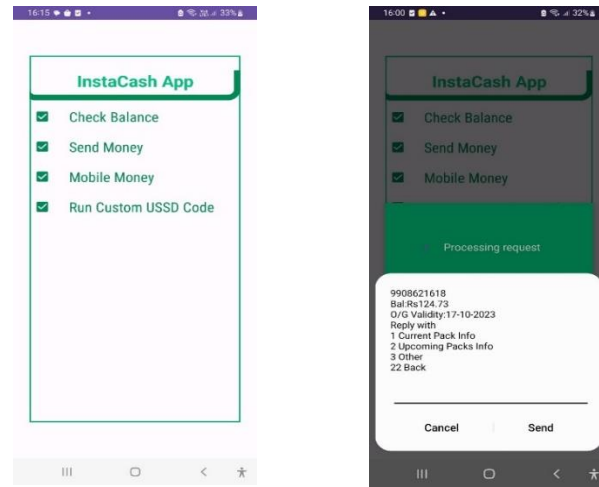 16:15
33%
InstaCash App
Check Balance
Send Money
Mobile Money
Run Custom USSD Code
16:00
32%
InstaCash App
Check Balance
Send Money
Mobile Money
Processing request
9908621618
Bal:Rs124.73
O/G Validity:17-10-2023
Reply with
1 Current Pack Info
2 Upcoming Packs Info
3 Other
22 Back
Cancel
Send